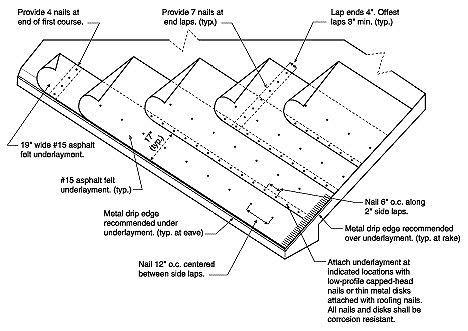 Provide 4 nails at
end of first course.
Provide 7 nails at
end laps. (typ.)
Lap ends 4". Offest
laps 8" min. (typ.)
17"
(typ.)
19" wide #15 asphalt
felt underlayment.
#15 asphalt felt
underlayment. (typ.)
Metal drip edge
recommended under
underlayment. (typ. at eave)
Nail 12" o.c. centered
between side laps.
Nail 6" o.c. along
2" side laps.
Metal drip edge recommended
over underlayment. (typ. at rake)
Attach underlayment at
indicated locations with
low-profile capped-head
nails or thin metal disks
attached with roofing nails.
All nails and disks shall be
corrosion resistant.